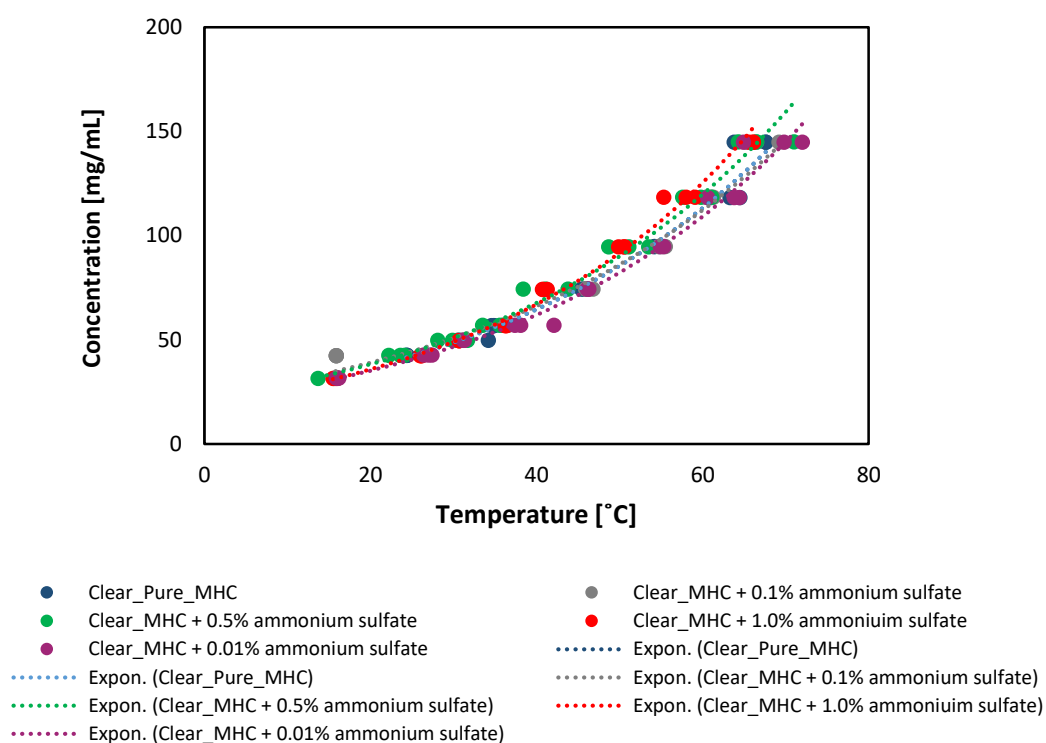 200
150
100
50
0
Concentration [mg/mL]
0 20 40 60 80
Temperature [˚C]
Clear_Pure_MHC Clear_MHC + 0.1% ammonium sulfate
Clear_MHC + 0.5% ammonium sulfate Clear_MHC + 1.0% ammoniuim sulfate
Clear_MHC + 0.01% ammonium sulfate Expon. (Clear_Pure_MHC)
Expon. (Clear_Pure_MHC) Expon. (Clear_MHC + 0.1% ammonium sulfate)
Expon. (Clear_MHC + 0.5% ammonium sulfate) Expon. (Clear_MHC + 1.0% ammoniuim sulfate)
Expon. (Clear_MHC + 0.01% ammonium sulfate)